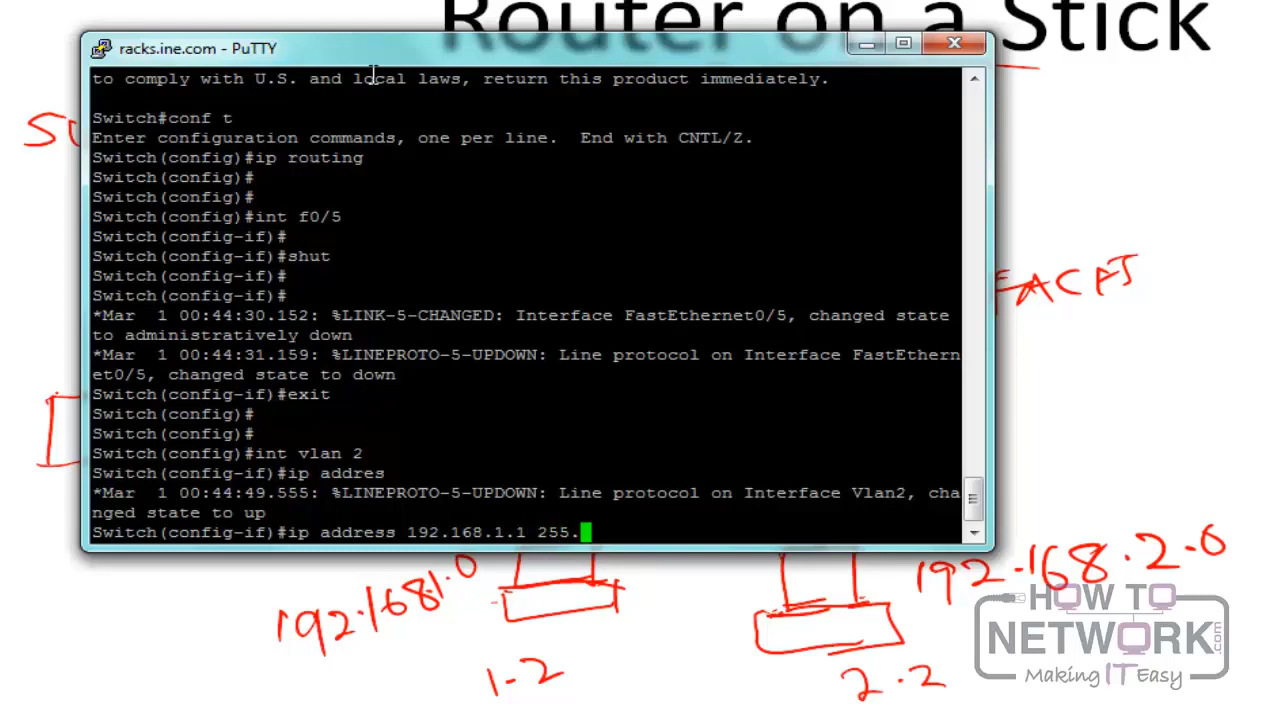 Router on a Stick
racks.ine.com - PuTTY
to comply with U.S. and local laws, return this product immediately.
Switch#conf t
Enter configuration commands, one per line.  End with CNTL/Z.
Switch(config)#ip routing
Switch(config)#
Switch(config)#
Switch(config)#int f0/5
Switch(config-if)#
Switch(config-if)#shut
Switch(config-if)#
Switch(config-if)#
*Mar  1 00:44:30.152: %LINK-5-CHANGED: Interface FastEthernet0/5, changed state
to administratively down
*Mar  1 00:44:31.159: %LINEPROTO-5-UPDOWN: Line protocol on Interface FastEthern
et0/5, changed state to down
Switch(config-if)#exit
Switch(config)#
Switch(config)#
Switch(config)#int vlan 2
Switch(config-if)#ip addres
*Mar  1 00:44:49.555: %LINEPROTO-5-UPDOWN: Line protocol on Interface Vlan2, cha
nged state to up
Switch(config-if)#ip address 192.168.1.1 255.
192.168.1.0
192.168.2.0
1.2
2.2
HOW TO
NETWORK.com
Making IT Easy